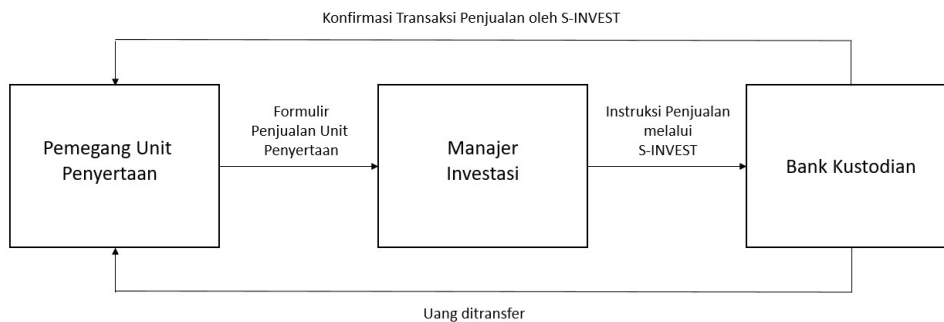 Konfirmasi Transaksi Penjualan oleh S-INVEST
Pemegang Unit
Penyertaan
Formulir
Penjualan Unit
Penyertaan
Manajer
Investasi
Instruksi Penjualan
melalui
S-INVEST
Bank Kustodian
Uang ditransfer